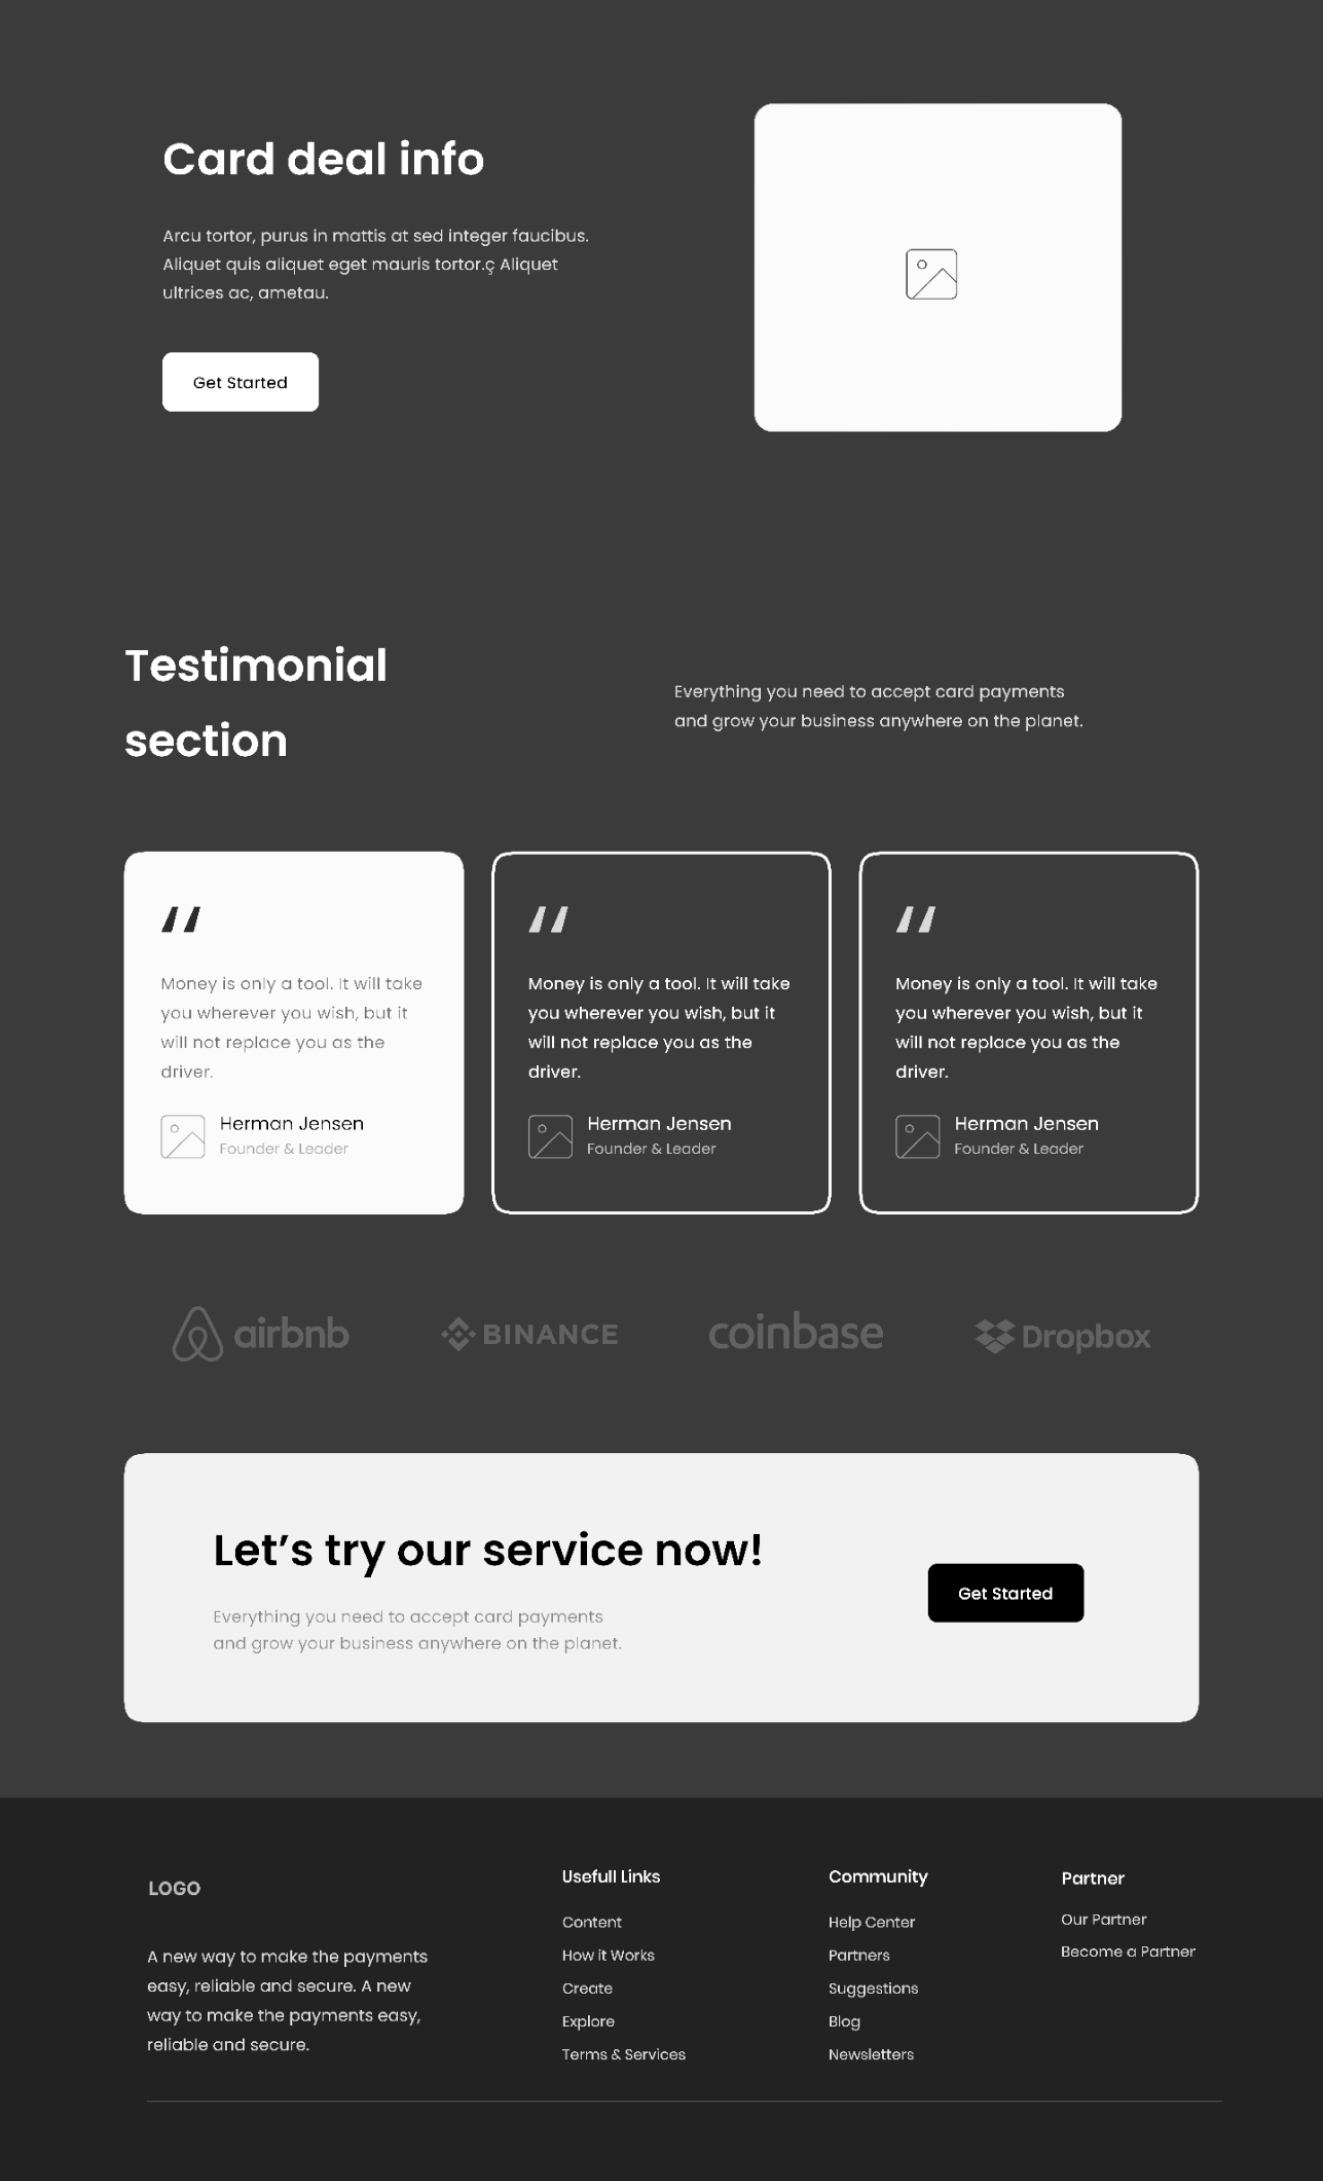 Card deal info
Arcu tortor, purus in mattis at sed integer faucibus.
Aliquet quis aliquet eget mauris tortor.ç Aliquet
ultrices ac, ametau.
Get Started
Testimonial
section
Everything you need to accept card payments
and grow your business anywhere on the planet.
“
Money is only a tool. It will take
you wherever you wish, but it
will not replace you as the
driver.
Herman Jensen
Founder & Leader
“
Money is only a tool. It will take
you wherever you wish, but it
will not replace you as the
driver.
Herman Jensen
Founder & Leader
“
Money is only a tool. It will take
you wherever you wish, but it
will not replace you as the
driver.
Herman Jensen
Founder & Leader
airbnb
BINANCE
coinbase
Dropbox
Let’s try our service now!
Everything you need to accept card payments
and grow your business anywhere on the planet.
Get Started
LOGO
A new way to make the payments
easy, reliable and secure. A new
way to make the payments easy,
reliable and secure.
Usefull Links
Content
How it Works
Create
Explore
Terms & Services
Community
Help Center
Partners
Suggestions
Blog
Newsletters
Partner
Our Partner
Become a Partner